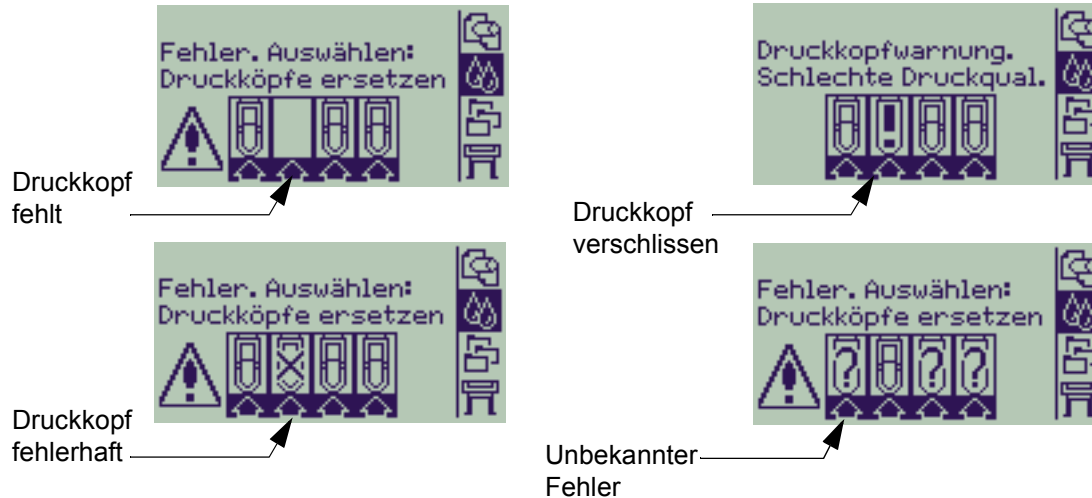 Fehler. Auswählen:
Druckköpfe ersetzen
Druckkopf
fehlt
Druckkopfwarnung.
Schlechte Druckqual.
Druckkopf
verschlissen
Fehler. Auswählen:
Druckköpfe ersetzen
Druckkopf
fehlerhaft
Fehler. Auswählen:
Druckköpfe ersetzen
Unbekannter
Fehler